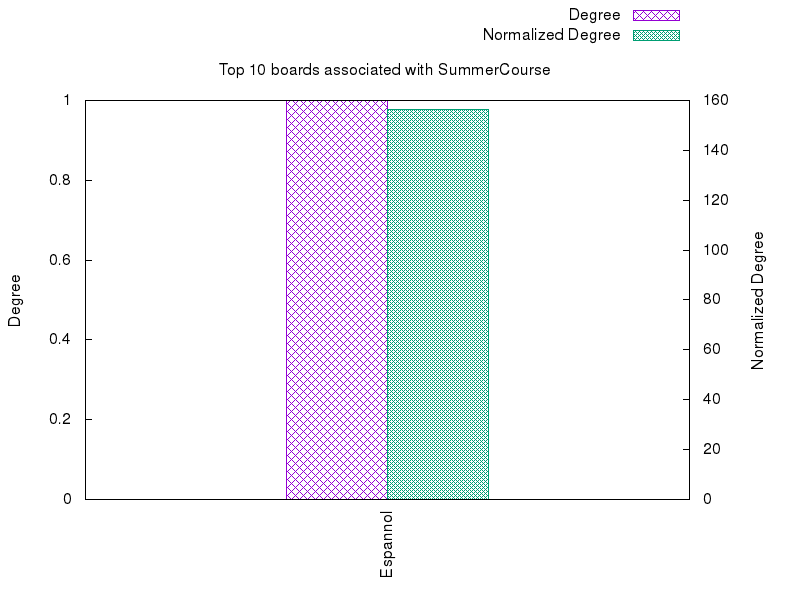 Degree
Normalized Degree
Top 10 boards associated with SummerCourse
1
0.8
0.6
0.4
0.2
0
160
140
120
100
80
60
40
20
0
Degree
Normalized Degree
Espannol